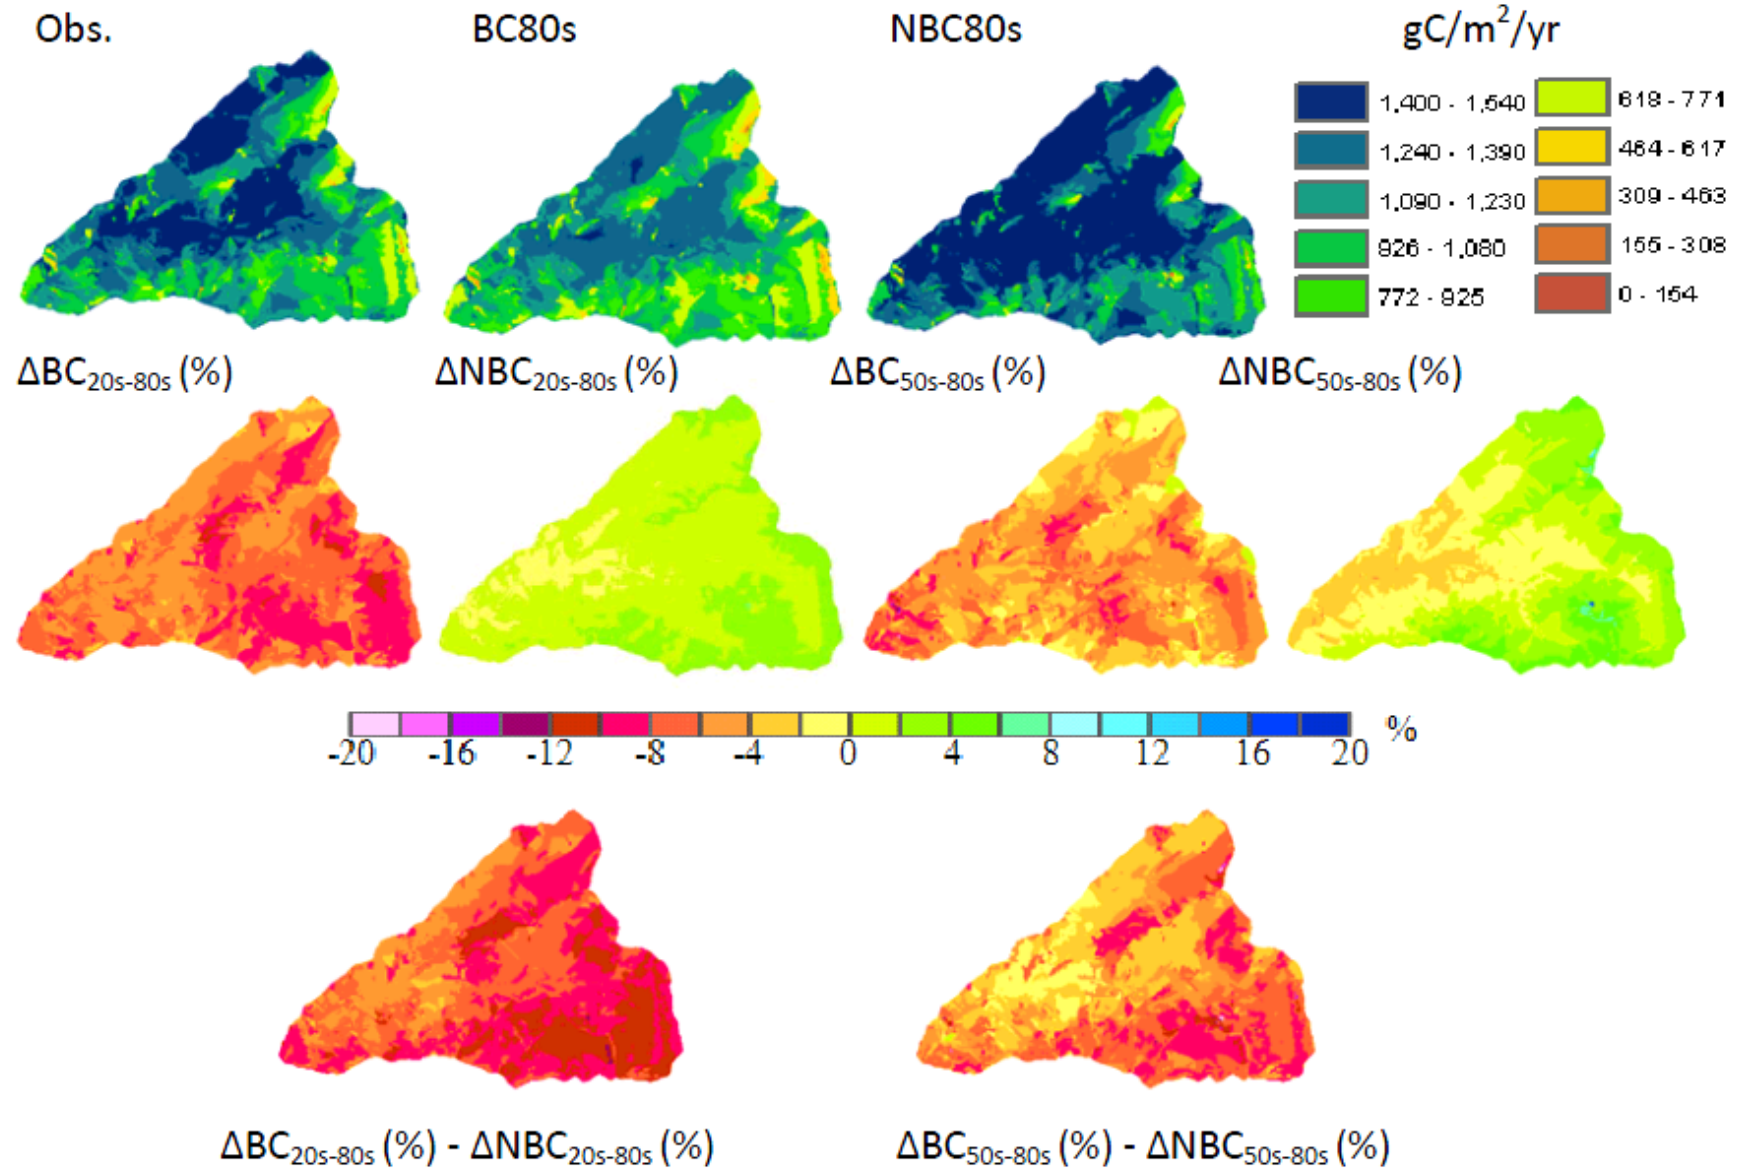 Obs. BC80s NBC80s gC/m²/yr
1,400 - 1,540 618 - 771
1,240 - 1,390 464 - 617
1,090 - 1,230 309 - 463
926 - 1,080 155 - 308
772 - 925 0 - 154
ΔBC20s-80s (%) ΔNBC20s-80s (%) ΔBC50s-80s (%) ΔNBC50s-80s (%)
-20 -16 -12 -8 -4 0 4 8 12 16 20 %
ΔBC20s-80s (%) - ΔNBC20s-80s (%) ΔBC50s-80s (%) - ΔNBC50s-80s (%)